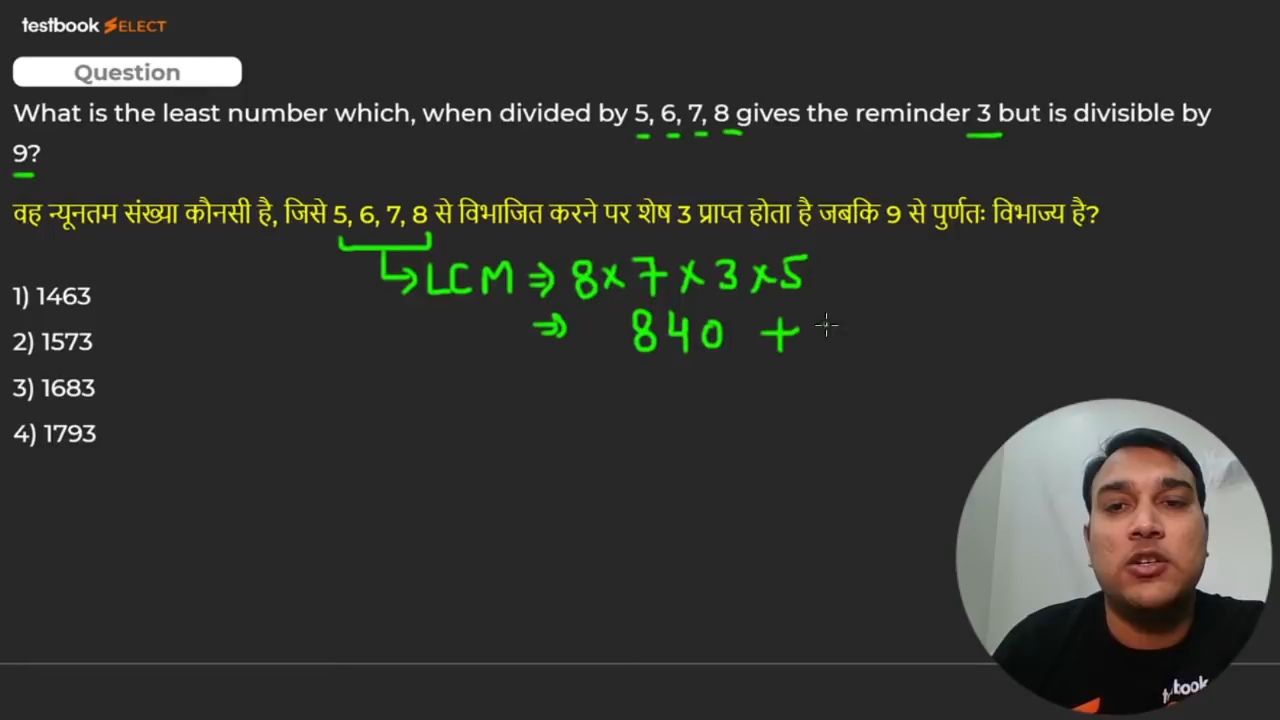 testbook SELECT
Question
What is the least number which, when divided by 5, 6, 7, 8 gives the reminder 3 but is divisible by
9?
वह न्यूनतम संख्या कौनसी है, जिसे 5, 6, 7, 8 से विभाजित करने पर शेष 3 प्राप्त होता है जबकि 9 से पुर्णतः विभाज्य है?
LCM ⇒ 8 × 7 × 3 × 5
⇒ 840 +
1) 1463
2) 1573
3) 1683
4) 1793